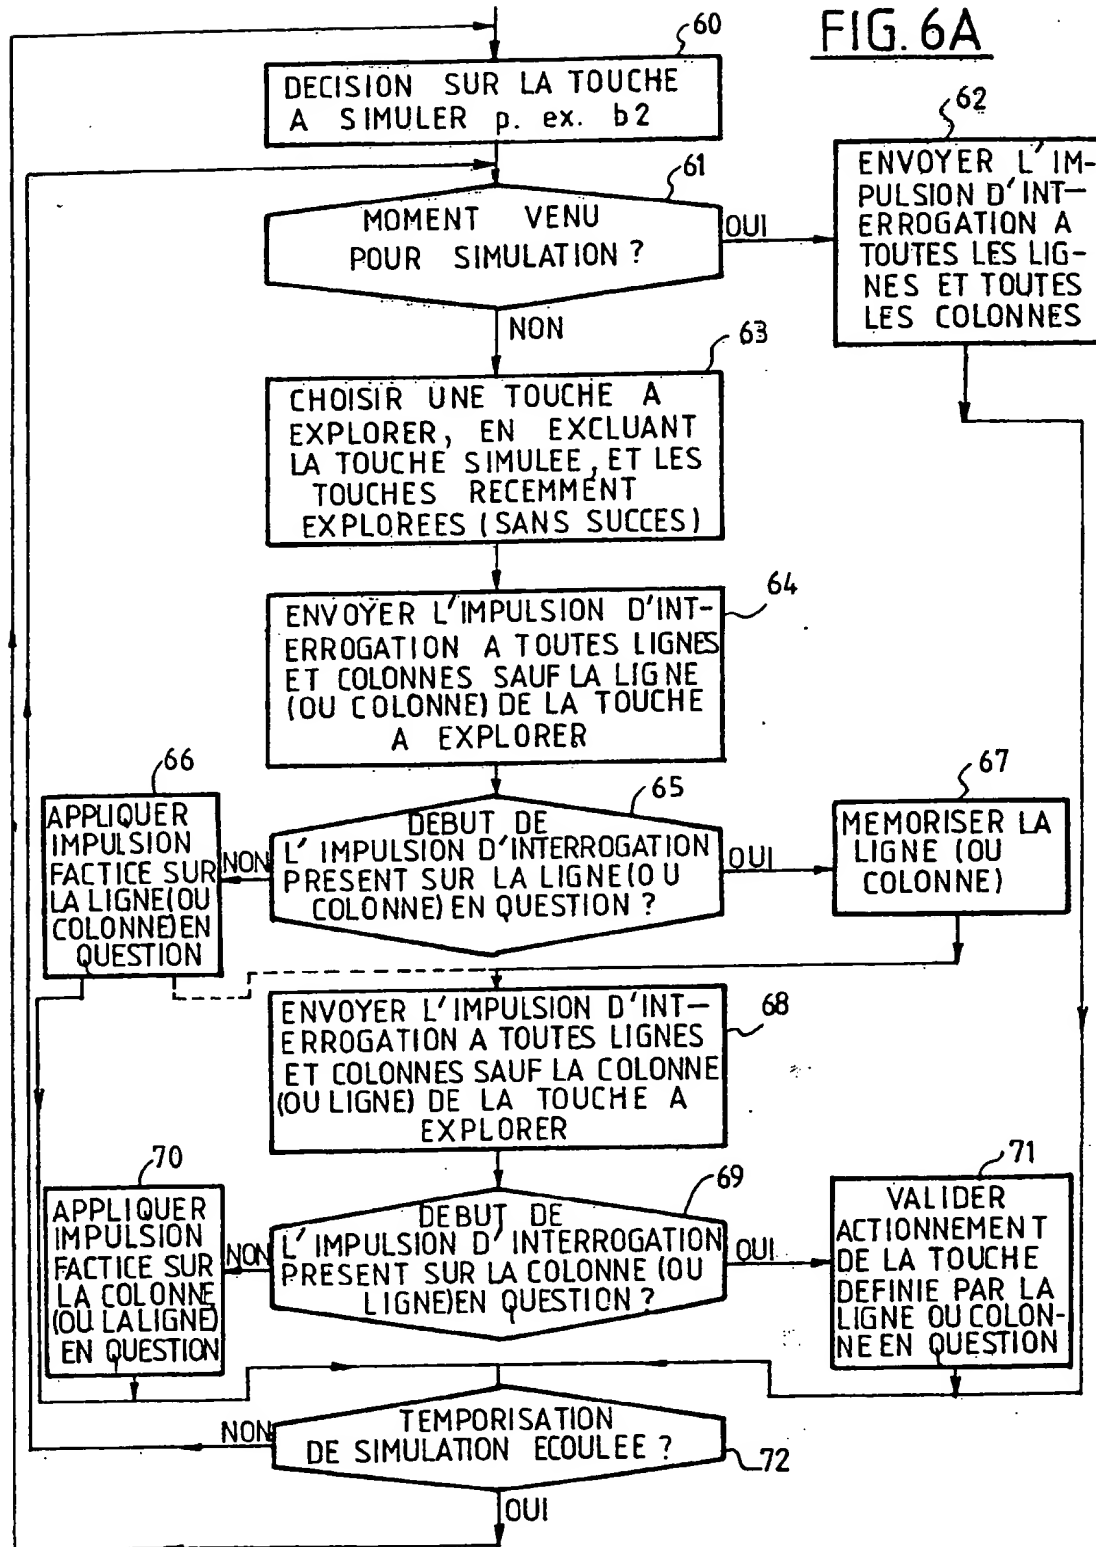 FIG. 6A
60
DECISION SUR LA TOUCHE
A SIMULER p. ex. b2
61
MOMENT VENU
POUR SIMULATION ?
OUI
NON
62
ENVOYER L'IM-
PULSION D'INT-
ERROGATION A
TOUTES LES LIG-
NES ET TOUTES
LES COLONNES
63
CHOISIR UNE TOUCHE A
EXPLORER, EN EXCLUANT
LA TOUCHE SIMULEE, ET LES
TOUCHES RECEMMENT
EXPLOREES (SANS SUCCES)
64
ENVOYER L'IMPULSION D'INT-
ERROGATION A TOUTES LIGNES
ET COLONNES SAUF LA LIGNE
(OU COLONNE) DE LA TOUCHE
A EXPLORER
65
DEBUT DE
L'IMPULSION D'INTERROGATION
PRESENT SUR LA LIGNE (OU
COLONNE) EN QUESTION ?
NON
OUI
66
APPLIQUER
IMPULSION
FACTICE SUR
LA LIGNE (OU
COLONNE) EN
QUESTION
67
MEMORISER LA
LIGNE (OU
COLONNE)
68
ENVOYER L'IMPULSION D'INT-
ERROGATION A TOUTES LIGNES
ET COLONNES SAUF LA COLONNE
(OU LIGNE) DE LA TOUCHE A
EXPLORER
69
DEBUT DE
L'IMPULSION D'INTERROGATION
PRESENT SUR LA COLONNE (OU
LIGNE) EN QUESTION ?
NON
OUI
70
APPLIQUER
IMPULSION
FACTICE SUR
LA COLONNE
(OU LA LIGNE)
EN QUESTION
71
VALIDER
ACTIONNEMENT
DE LA TOUCHE
DEFINIE PAR LA
LIGNE OU COLON-
NE EN QUESTION
72
TEMPORISATION
DE SIMULATION ECOULEE ?
NON
OUI